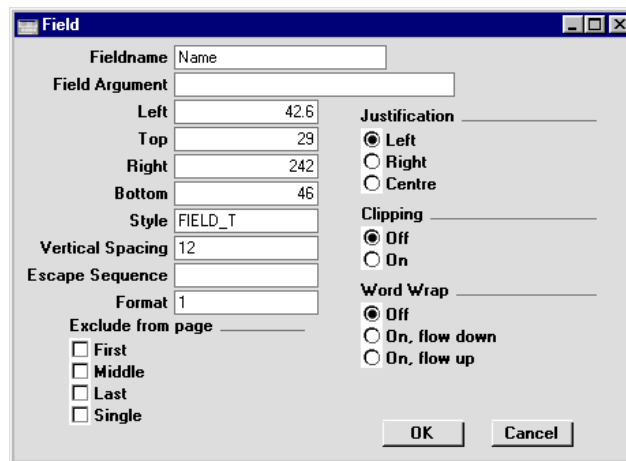 Field
Fieldname Name
Field Argument
Left 42.6
Top 29
Right 242
Bottom 46
Style FIELD_T
Vertical Spacing 12
Escape Sequence
Format 1
Exclude from page
First
Middle
Last
Single
Justification
Left
Right
Centre
Clipping
Off
On
Word Wrap
Off
On, flow down
On, flow up
OK Cancel